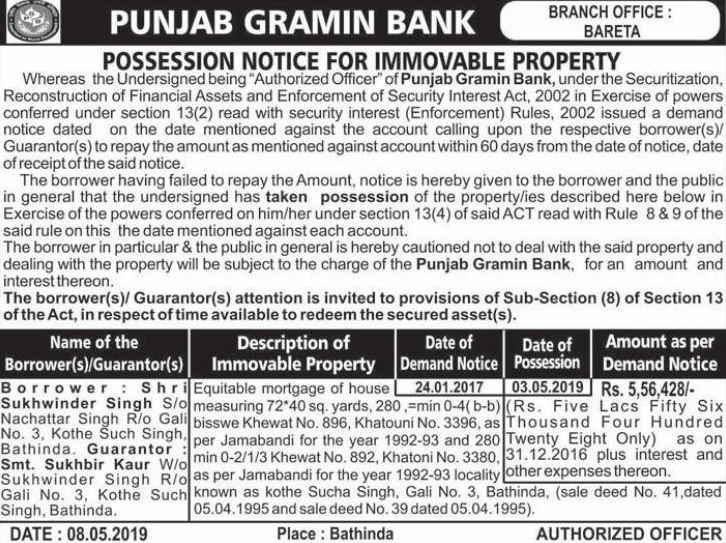 PUNJAB GRAMIN BANK
BRANCH OFFICE :
BARETA
POSSESSION NOTICE FOR IMMOVABLE PROPERTY
Whereas the Undersigned being "Authorized Officer" of Punjab Gramin Bank, under the Securitization,
Reconstruction of Financial Assets and Enforcement of Security Interest Act, 2002 in Exercise of powers
conferred under section 13(2) read with security interest (Enforcement) Rules, 2002 issued a demand
notice dated on the date mentioned against the account calling upon the respective borrower(s)/
Guarantor(s) to repay the amount as mentioned against account within 60 days from the date of notice, date
of receipt of the said notice.
The borrower having failed to repay the Amount, notice is hereby given to the borrower and the public
in general that the undersigned has taken possession of the property/ies described here below in
Exercise of the powers conferred on him/her under section 13(4) of said ACT read with Rule 8 & 9 of the
said rule on this the date mentioned against each account.
The borrower in particular & the public in general is hereby cautioned not to deal with the said property and
dealing with the property will be subject to the charge of the Punjab Gramin Bank, for an amount and
interest thereon.
The borrower(s)/ Guarantor(s) attention is invited to provisions of Sub-Section (8) of Section 13
of the Act, in respect of time available to redeem the secured asset(s).
Name of the
Borrower(s)/Guarantor(s)
Description of
Immovable Property
Date of
Demand Notice
Date of
Possession
Amount as per
Demand Notice
Borrower : Shri
Sukhwinder Singh S/o
Nachattar Singh R/o Gali
No. 3, Kothe Such Singh,
Bathinda. Guarantor :
Smt. Sukhbir Kaur W/o
Sukhwinder Singh R/o
Gali No. 3, Kothe Such
Singh, Bathinda.
Equitable mortgage of house
measuring 72*40 sq. yards, 280 ,=min 0-4( b-b)
bisswe Khewat No. 896, Khatouni No. 3396, as
per Jamabandi for the year 1992-93 and 280
min 0-2/1/3 Khewat No. 892, Khatoni No. 3380,
as per Jamabandi for the year 1992-93 locality
known as kothe Sucha Singh, Gali No. 3, Bathinda, (sale deed No. 41,dated
05.04.1995 and sale deed No. 39 dated 05.04.1995).
24.01.2017
03.05.2019
Rs. 5,56,428/-
(Rs. Five Lacs Fifty Six
Thousand Four Hundred
Twenty Eight Only) as on
31.12.2016 plus interest and
other expenses thereon.
DATE : 08.05.2019
Place : Bathinda
AUTHORIZED OFFICER